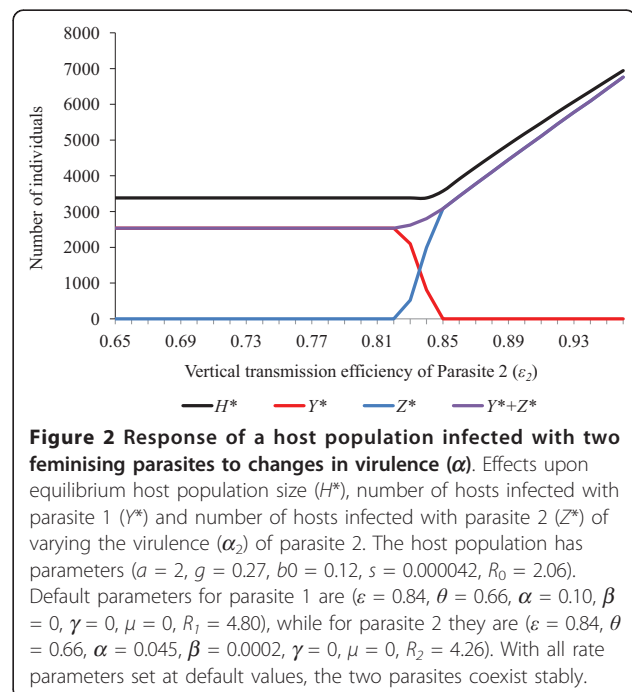 8000
7000
6000
5000
4000
3000
2000
1000
0
Number of individuals
0.65 0.69 0.73 0.77 0.81 0.85 0.89 0.93
Vertical transmission efficiency of Parasite 2 (ε₂)
H* Y* Z* Y*+Z*
Figure 2 Response of a host population infected with two
feminising parasites to changes in virulence (α). Effects upon
equilibrium host population size (H*), number of hosts infected with
parasite 1 (Y*) and number of hosts infected with parasite 2 (Z*) of
varying the virulence (α₂) of parasite 2. The host population has
parameters (a = 2, g = 0.27, b0 = 0.12, s = 0.000042, R₀ = 2.06).
Default parameters for parasite 1 are (ε = 0.84, θ = 0.66, α = 0.10, β
= 0, γ = 0, μ = 0, R₁ = 4.80), while for parasite 2 they are (ε = 0.84, θ
= 0.66, α = 0.045, β = 0.0002, γ = 0, μ = 0, R₂ = 4.26). With all rate
parameters set at default values, the two parasites coexist stably.